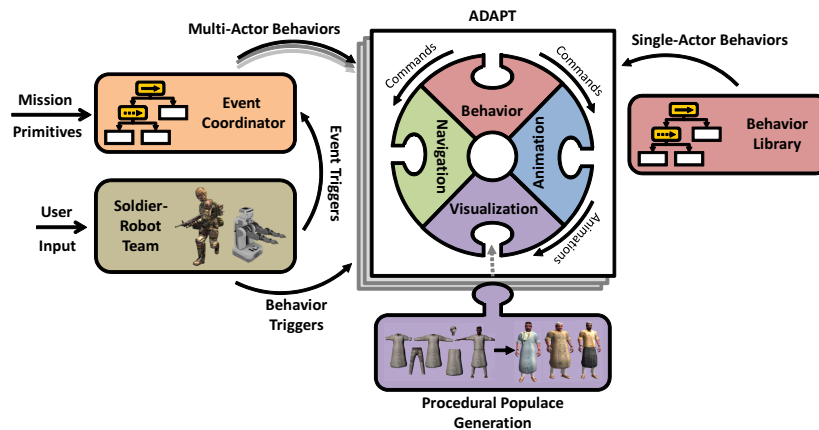 ADAPT
Multi-Actor Behaviors
Single-Actor Behaviors
Commands
Commands
Mission
Primitives
Event
Coordinator
Behavior
Navigation
Animation
Visualization
Behavior
Library
Event Triggers
User
Input
Soldier-
Robot
Team
Animations
Behavior
Triggers
Procedural Populace
Generation